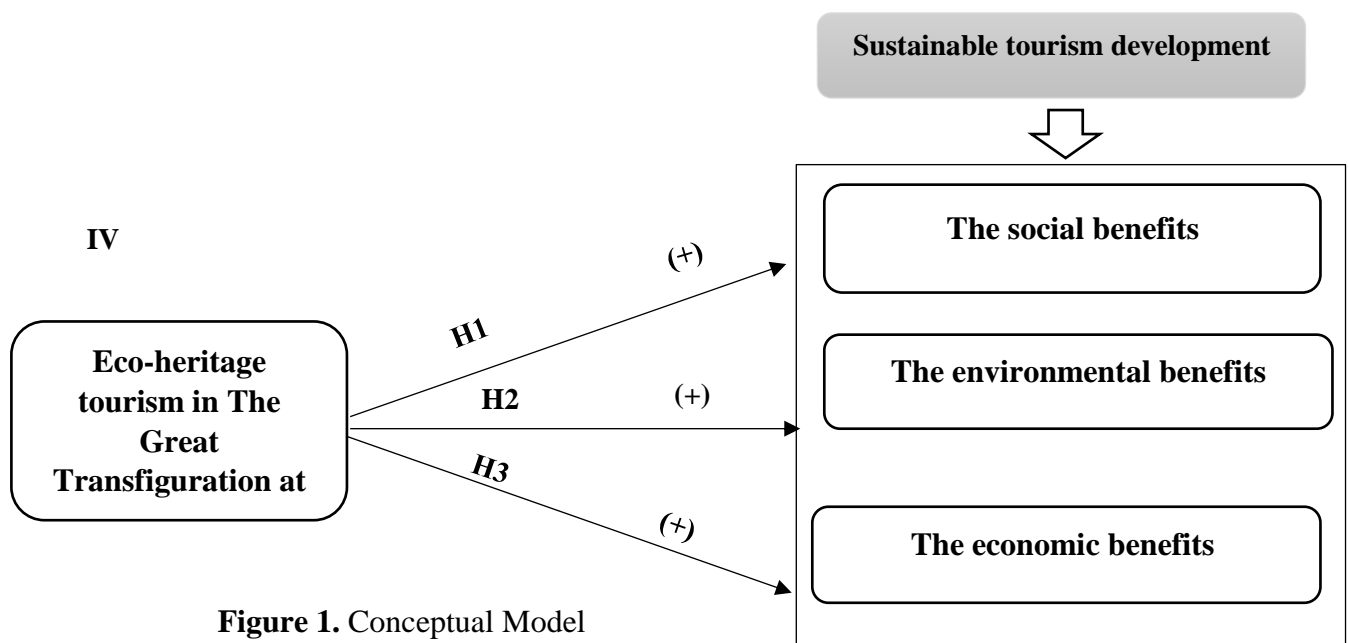 Sustainable tourism development
IV
The social benefits
(+)
H1
Eco-heritage
tourism in The
Great
Transfiguration at
H2
(+)
The environmental benefits
H3
(+)
The economic benefits
Figure 1. Conceptual Model